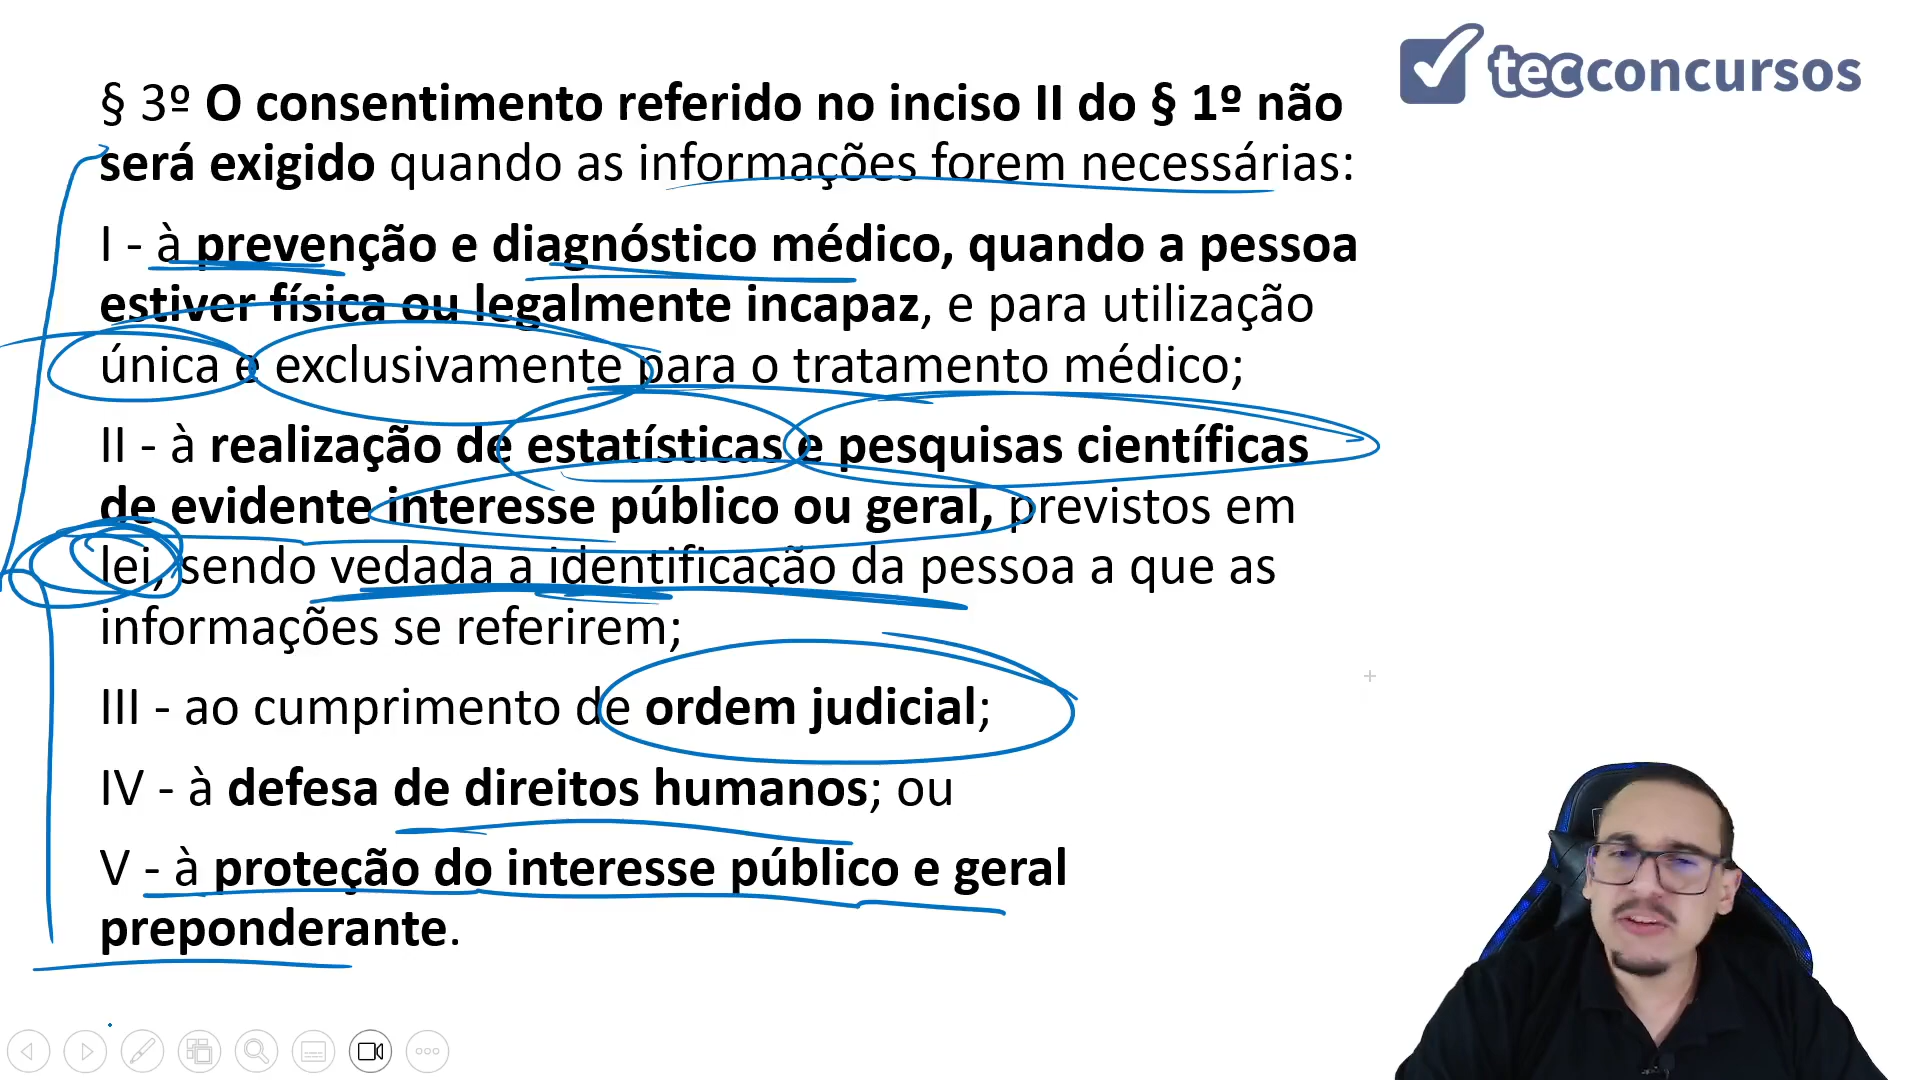 tecconcursos
§ 3º O consentimento referido no inciso II do § 1º não
será exigido quando as informações forem necessárias:
I - à prevenção e diagnóstico médico, quando a pessoa
estiver física ou legalmente incapaz, e para utilização
única e exclusivamente para o tratamento médico;
II - à realização de estatísticas e pesquisas científicas
de evidente interesse público ou geral, previstos em
lei, sendo vedada a identificação da pessoa a que as
informações se referirem;
III - ao cumprimento de ordem judicial;
IV - à defesa de direitos humanos; ou
V - à proteção do interesse público e geral
preponderante.